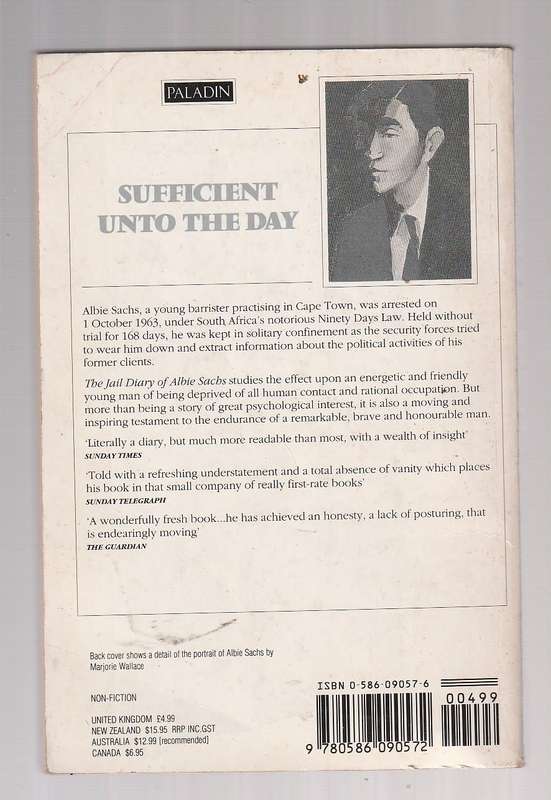 PALADIN
SUFFICIENT
UNTO THE DAY
Albie Sachs, a young barrister practising in Cape Town, was arrested on
1 October 1963, under South Africa's notorious Ninety Days Law. Held without
trial for 168 days, he was kept in solitary confinement as the security forces tried
to wear him down and extract information about the political activities of his
former clients.
The Jail Diary of Albie Sachs studies the effect upon an energetic and friendly
young man of being deprived of all human contact and rational occupation. But
more than being a story of great psychological interest, it is also a moving and
inspiring testament to the endurance of a remarkable, brave and honourable man.
'Literally a diary, but much more readable than most, with a wealth of insight'
SUNDAY TIMES
'Told with a refreshing understatement and a total absence of vanity which places
his book in that small company of really first-rate books'
SUNDAY TELEGRAPH
'A wonderfully fresh book...he has achieved an honesty, a lack of posturing, that
is endearingly moving'
THE GUARDIAN
Back cover shows a detail of the portrait of Albie Sachs by
Marjorie Wallace
NON-FICTION
UNITED KINGDOM £4.99
NEW ZEALAND $15.95 RRP INC.GST
AUSTRALIA $12.99 [recommended]
CANADA $6.95
ISBN 0-586-09057-6
00499
9 780586 090572